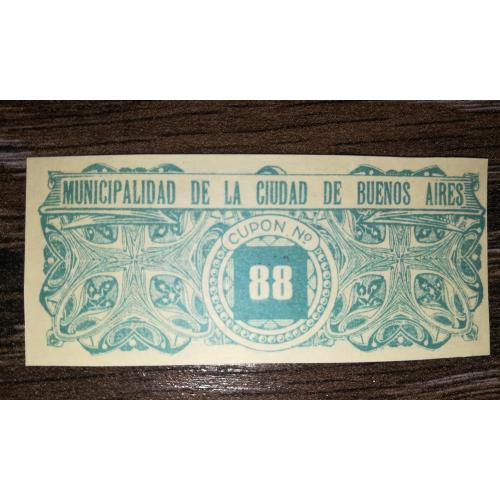 MUNICIPALIDAD DE LA CIUDAD DE BUENOS AIRES
CUPON Nº
88